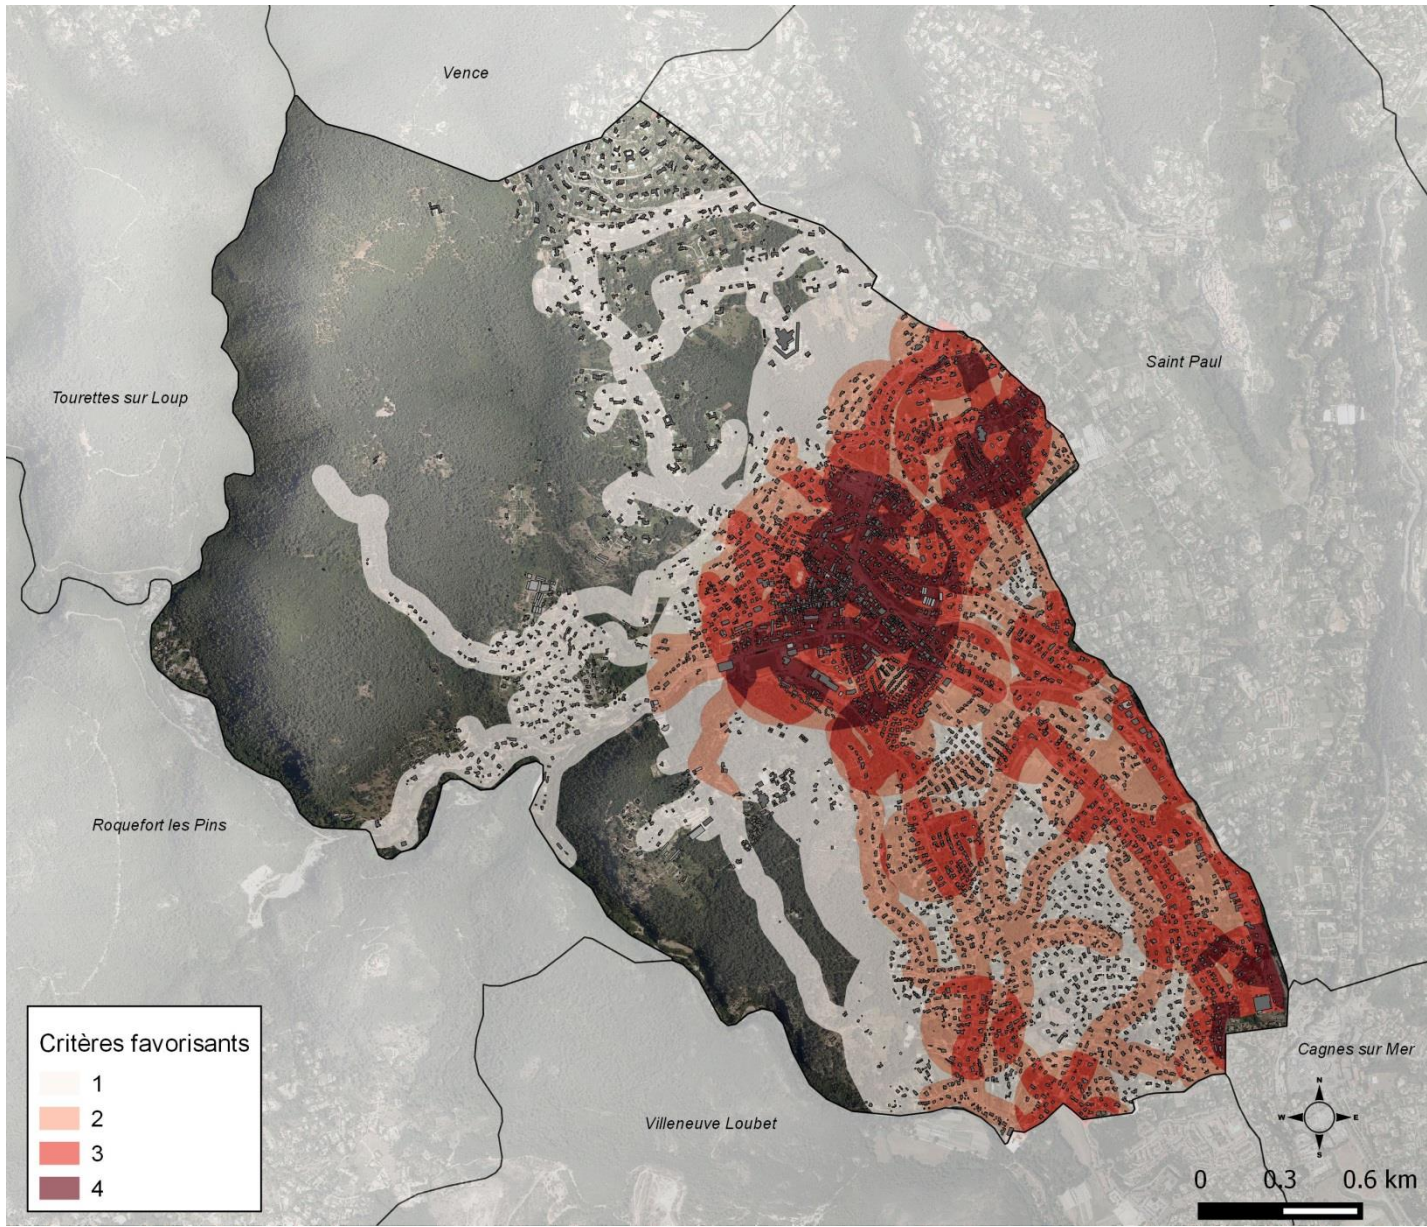 Vence
Saint Paul
Tourettes sur Loup
Roquefort les Pins
Critères favorisants
1
2
3
4
Cagnes sur Mer
Villeneuve Loubet
N
W
E
S
0 0.3 0.6 km